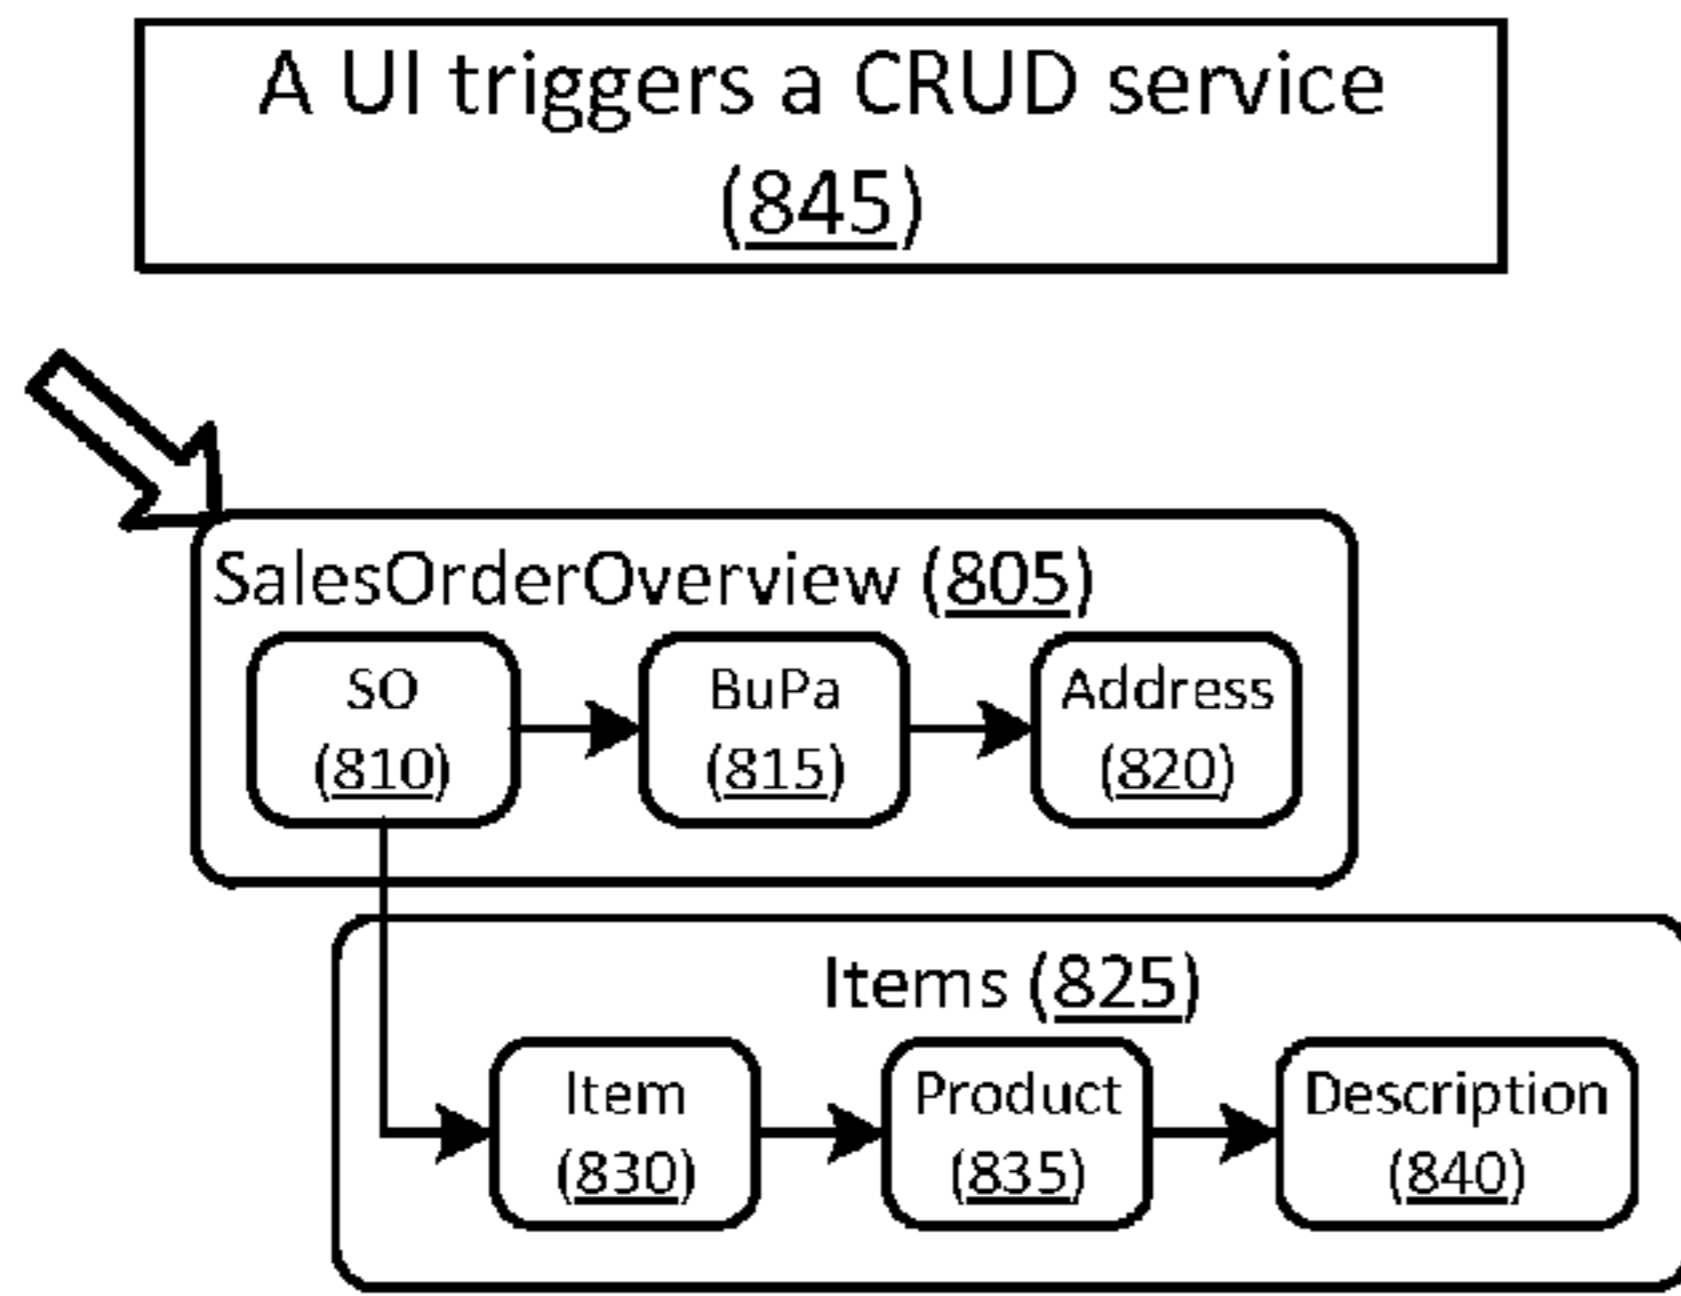 A UI triggers a CRUD service
(845)
SalesOrderOverview (805)
SO
(810)
BuPa
(815)
Address
(820)
Items (825)
Item
(830)
Product
(835)
Description
(840)